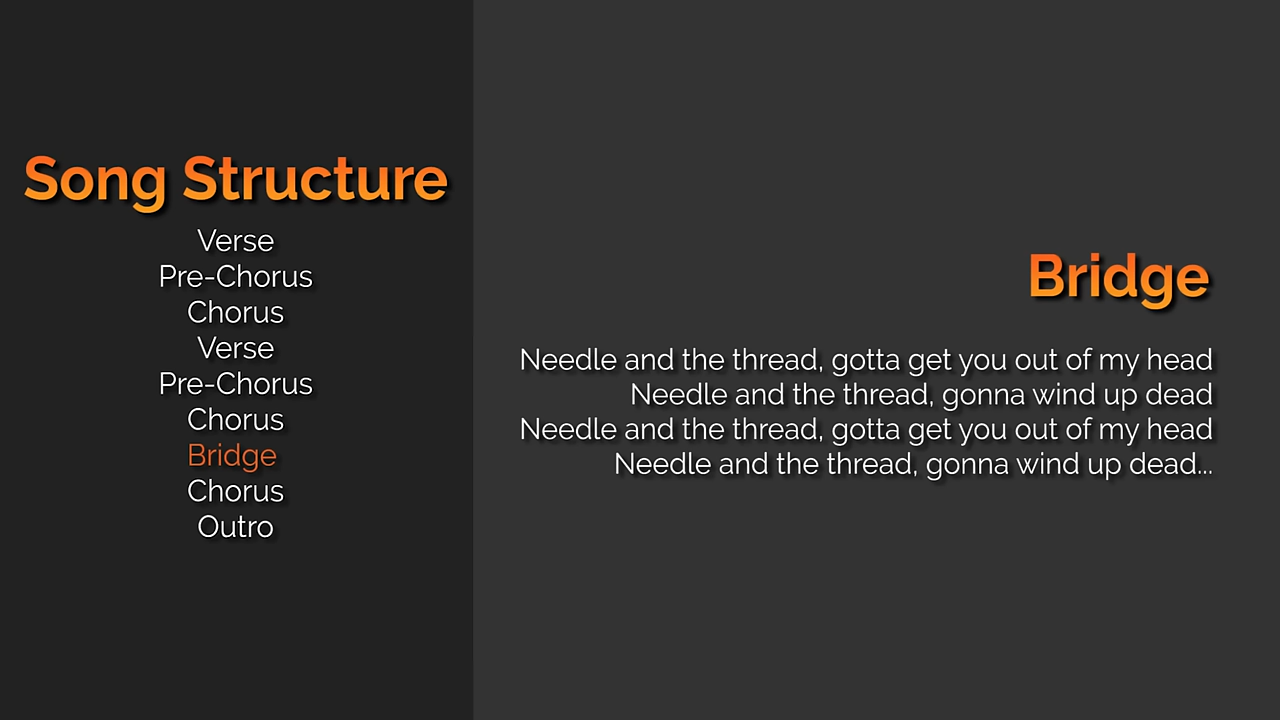 Song Structure
Verse
Pre-Chorus
Chorus
Verse
Pre-Chorus
Chorus
Bridge
Chorus
Outro
Bridge
Needle and the thread, gotta get you out of my head
Needle and the thread, gonna wind up dead
Needle and the thread, gotta get you out of my head
Needle and the thread, gonna wind up dead...